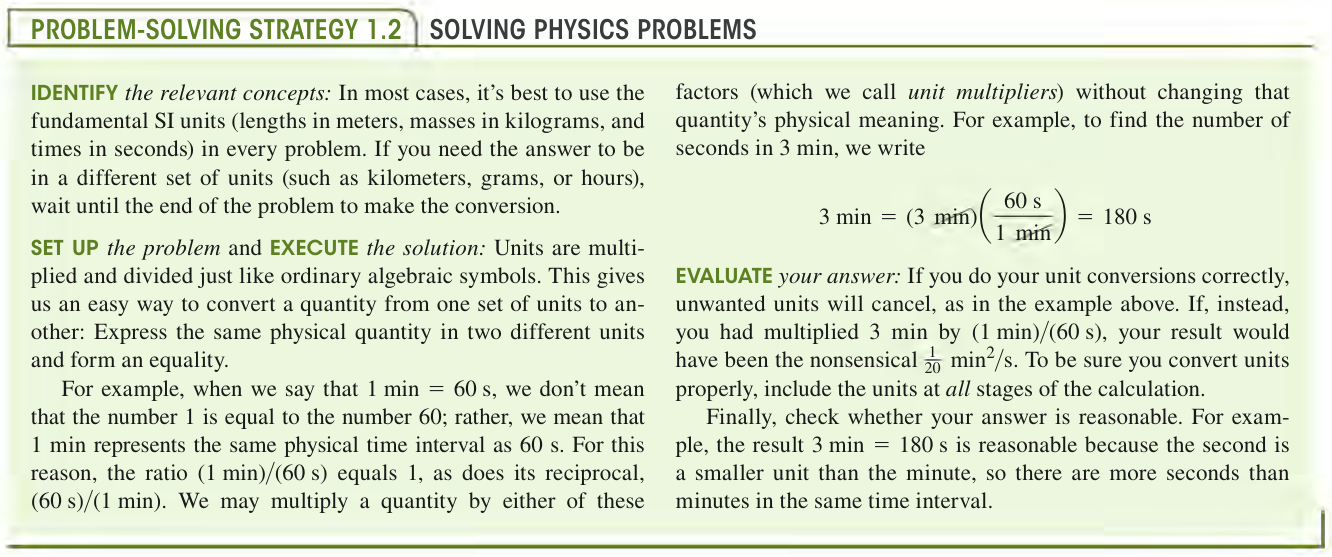 PROBLEM-SOLVING STRATEGY 1.2 SOLVING PHYSICS PROBLEMS
IDENTIFY the relevant concepts: In most cases, it’s best to use the
fundamental SI units (lengths in meters, masses in kilograms, and
times in seconds) in every problem. If you need the answer to be
in a different set of units (such as kilometers, grams, or hours),
wait until the end of the problem to make the conversion.
SET UP the problem and EXECUTE the solution: Units are multi-
plied and divided just like ordinary algebraic symbols. This gives
us an easy way to convert a quantity from one set of units to an-
other: Express the same physical quantity in two different units
and form an equality.
For example, when we say that 1 min = 60 s, we don’t mean
that the number 1 is equal to the number 60; rather, we mean that
1 min represents the same physical time interval as 60 s. For this
reason, the ratio (1 min)/(60 s) equals 1, as does its reciprocal,
(60 s)/(1 min). We may multiply a quantity by either of these
factors (which we call unit multipliers) without changing that
quantity’s physical meaning. For example, to find the number of
seconds in 3 min, we write
3 min = (3 min)(60 s / 1 min) = 180 s
EVALUATE your answer: If you do your unit conversions correctly,
unwanted units will cancel, as in the example above. If, instead,
you had multiplied 3 min by (1 min)/(60 s), your result would
have been the nonsensical 1/20 min²/s. To be sure you convert units
properly, include the units at all stages of the calculation.
Finally, check whether your answer is reasonable. For exam-
ple, the result 3 min = 180 s is reasonable because the second is
a smaller unit than the minute, so there are more seconds than
minutes in the same time interval.